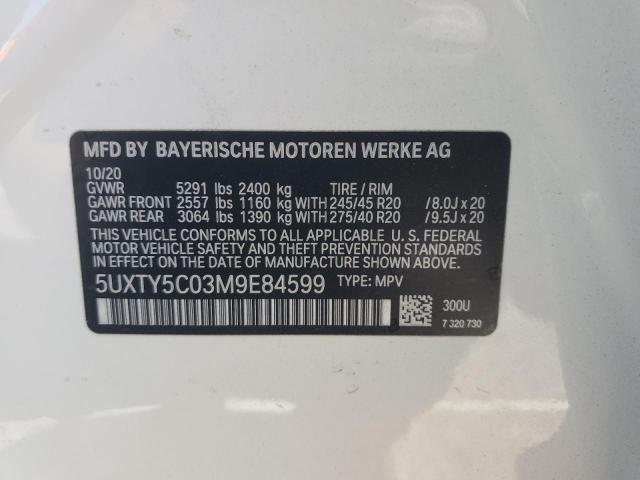 MFD BY BAYERISCHE MOTOREN WERKE AG
10/20
GVWR 5291 lbs 2400 kg TIRE / RIM
GAWR FRONT 2557 lbs 1160 kg WITH 245/45 R20 /8.0J x 20
GAWR REAR 3064 lbs 1390 kg WITH 275/40 R20 /9.5J x 20
THIS VEHICLE CONFORMS TO ALL APPLICABLE U. S. FEDERAL
MOTOR VEHICLE SAFETY AND THEFT PREVENTION STANDARDS
IN EFFECT ON THE DATE OF MANUFACTURE SHOWN ABOVE.
5UXTY5C03M9E84599 TYPE: MPV
300U
7 320 730